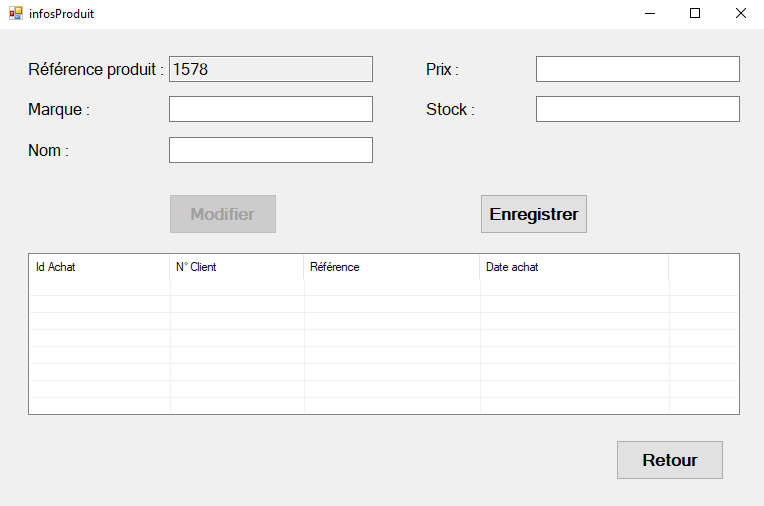 infosProduit
Référence produit : 1578
Prix :
Marque :
Stock :
Nom :
Modifier
Enregistrer
Id Achat N° Client Référence Date achat
Retour